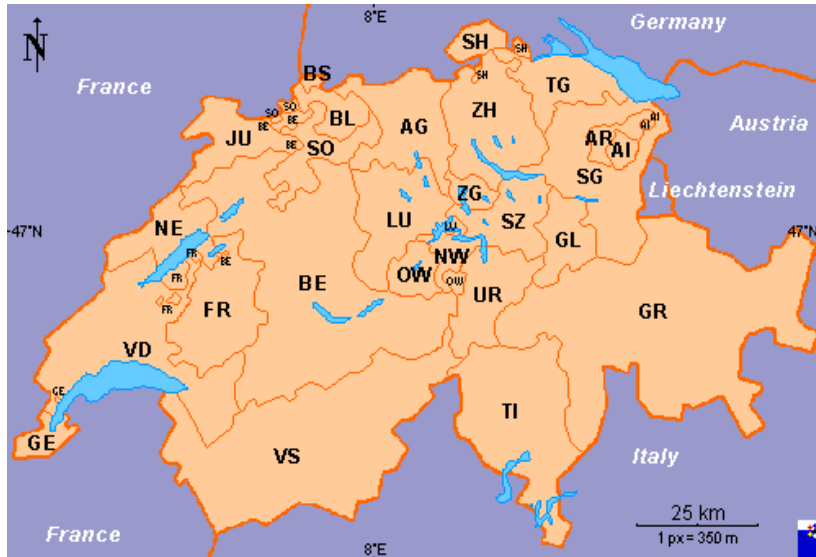 8°E
Germany
N
SH
SH
France
BS
SH
TG
SO
SO
BE
BE
BL
AG
ZH
AI
AI
Austria
JU
BE
SO
AR
AI
SG
Liechtenstein
ZG
LU
SZ
NE
LU
47°N
47°N
GL
FR
BE
NW
FR
OW
OW
BE
UR
FR
FR
GR
VD
GE
TI
GE
VS
Italy
25 km
France
1 px = 350 m
8°E